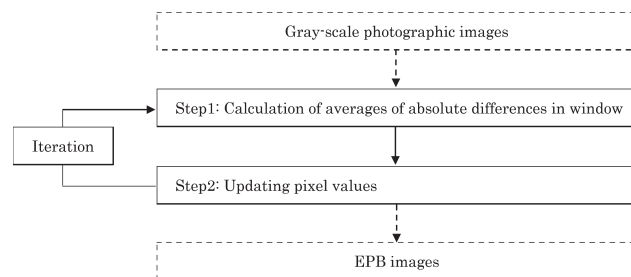 Gray-scale photographic images
Step1: Calculation of averages of absolute differences in window
Iteration
Step2: Updating pixel values
EPB images